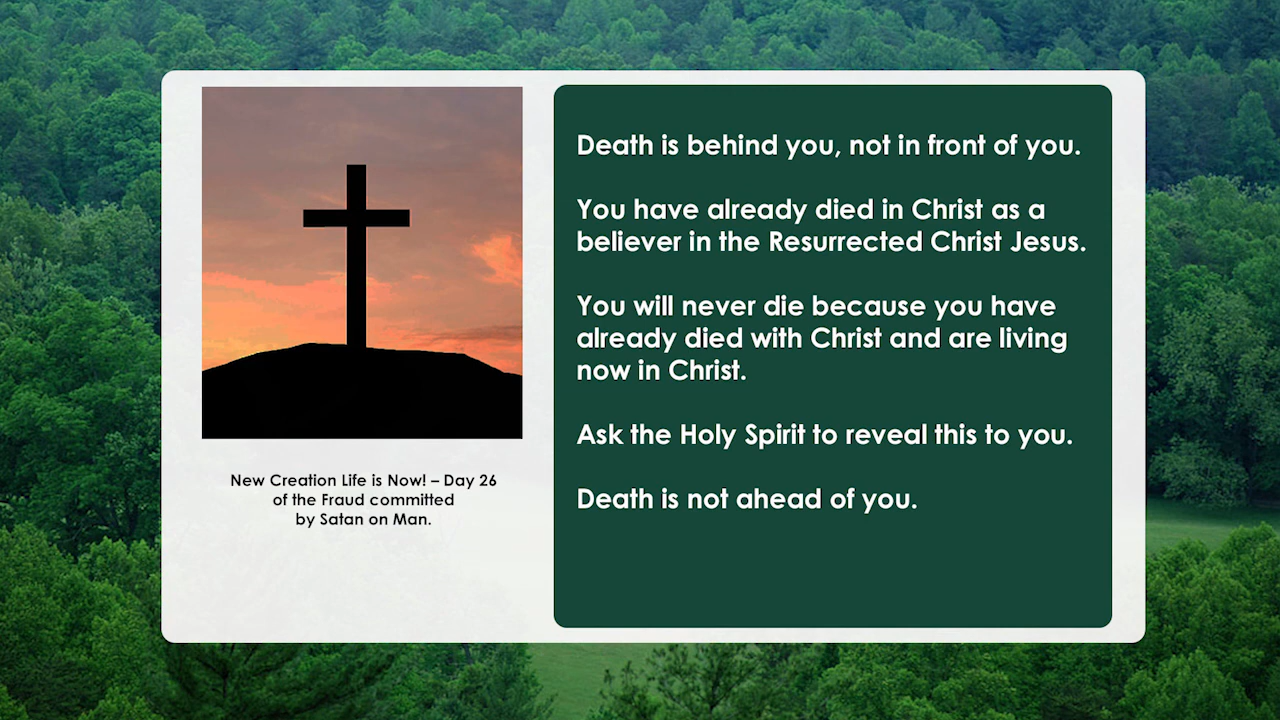 Death is behind you, not in front of you.
You have already died in Christ as a
believer in the Resurrected Christ Jesus.
You will never die because you have
already died with Christ and are living
now in Christ.
Ask the Holy Spirit to reveal this to you.
Death is not ahead of you.
New Creation Life is Now! – Day 26
of the Fraud committed
by Satan on Man.